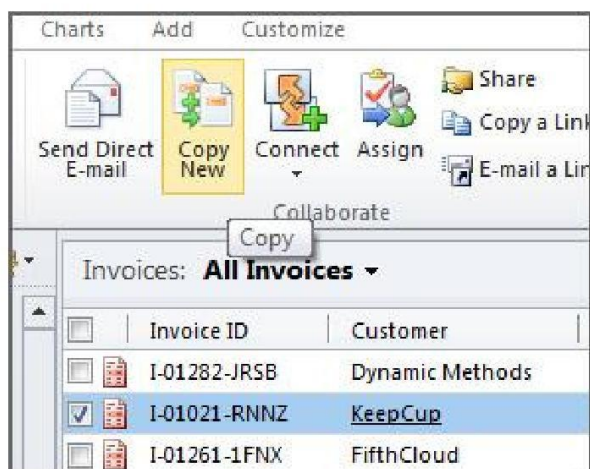 Charts Add Customize
Send Direct E-mail
Copy New
Connect
Assign
Share
Copy a Link
E-mail a Lin
Collaborate
Copy
Invoices: All Invoices
Invoice ID Customer
I-01282-JRSB Dynamic Methods
I-01021-RNNZ KeepCup
I-01261-1FNX FifthCloud